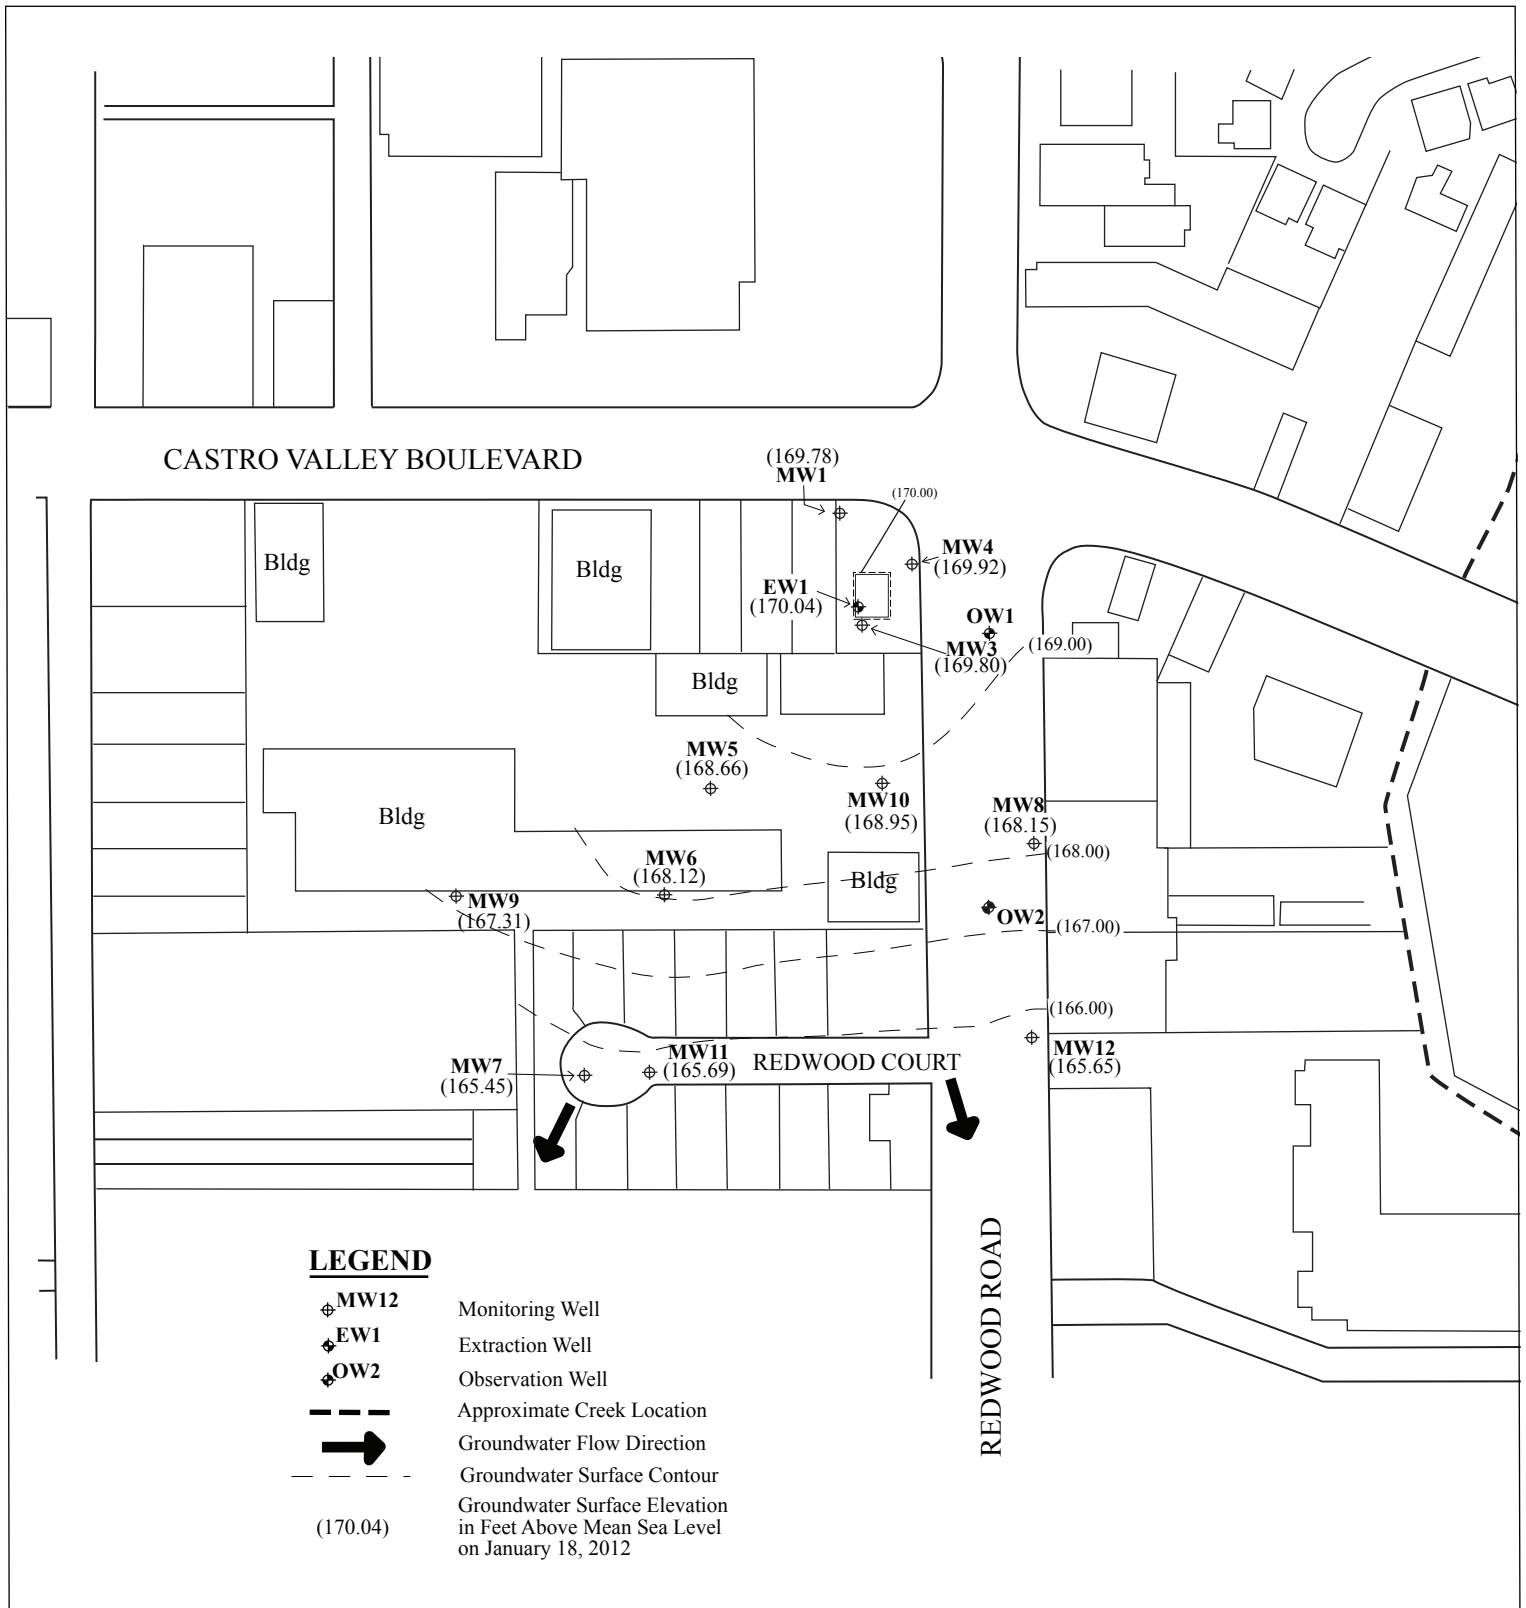 CASTRO VALLEY BOULEVARD
(169.78)
MW1
(170.00)
MW4
(169.92)
Bldg
Bldg
EW1
(170.04)
OW1
MW3
(169.80)
(169.00)
Bldg
MW5
(168.66)
MW10
(168.95)
MW8
(168.15)
Bldg
MW6
(168.12)
(168.00)
Bldg
MW9
(167.31)
OW2
(167.00)
(166.00)
MW7
(165.45)
MW11
(165.69)
REDWOOD COURT
MW12
(165.65)
REDWOOD ROAD
LEGEND
MW12
Monitoring Well
EW1
Extraction Well
OW2
Observation Well
Approximate Creek Location
Groundwater Flow Direction
Groundwater Surface Contour
(170.04)
Groundwater Surface Elevation
in Feet Above Mean Sea Level
on January 18, 2012